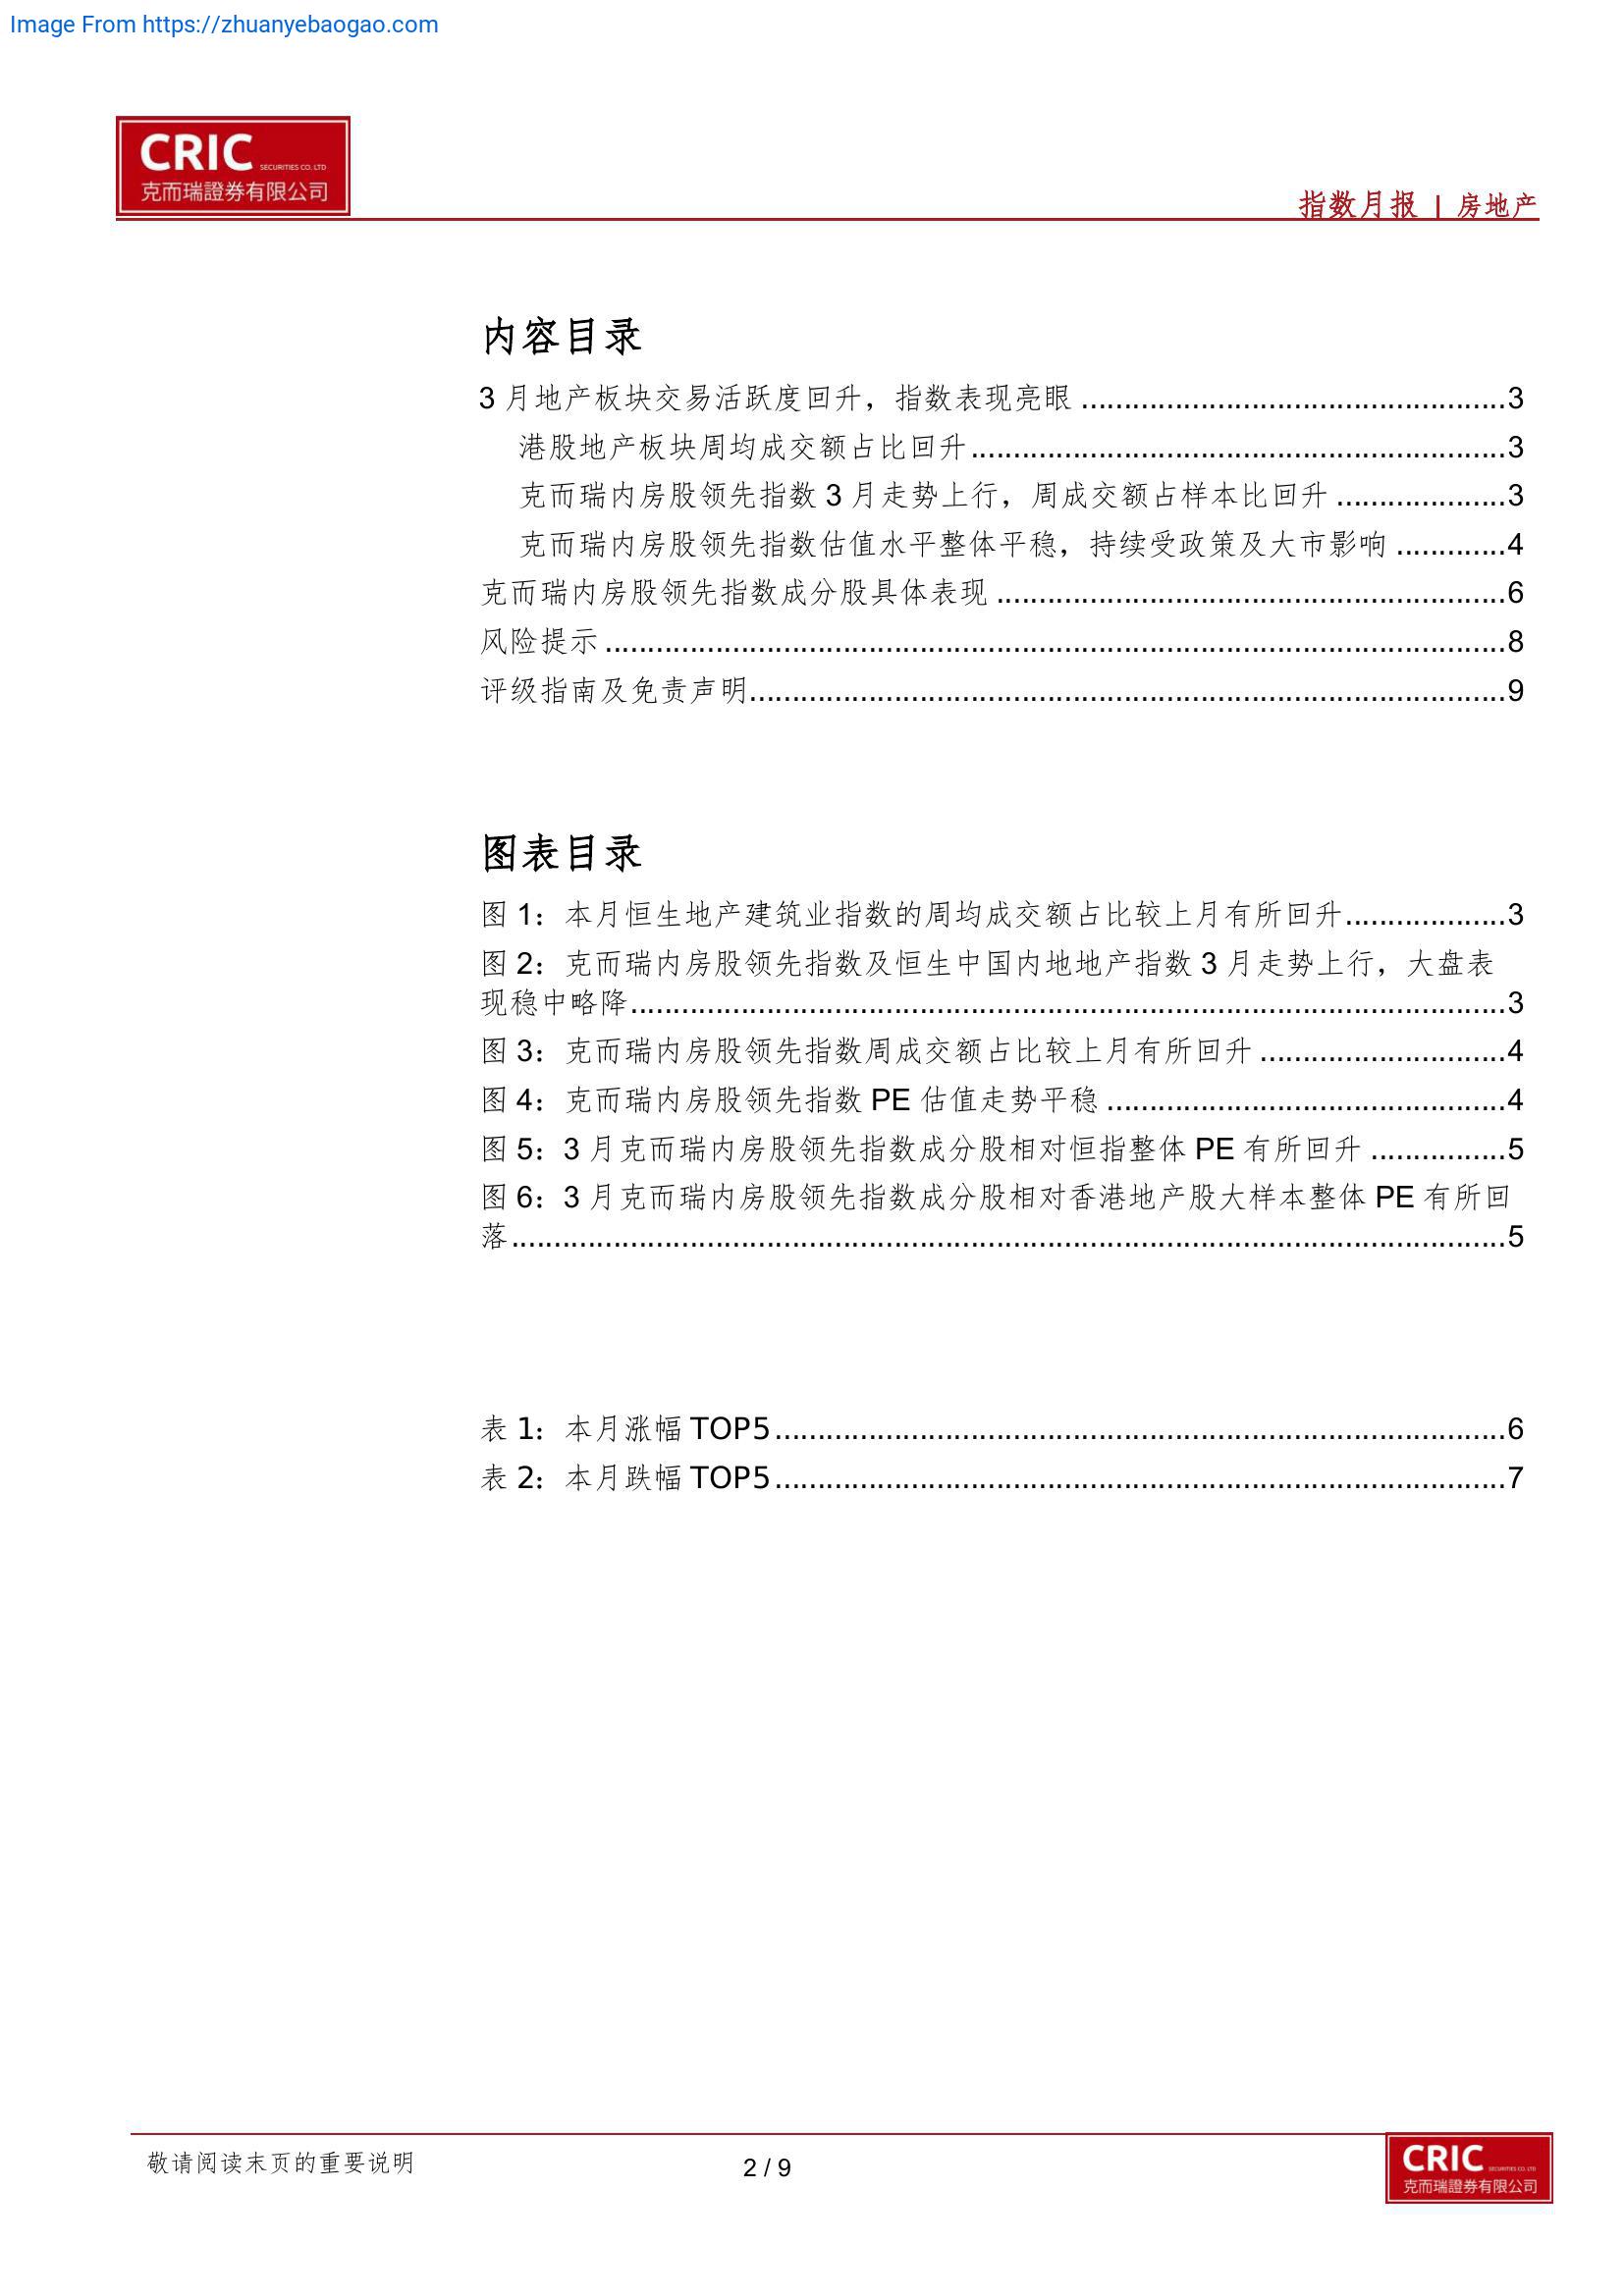 Image From https://zhuanyebaogao.com
CRIC SECURITIES CO. LTD
克而瑞證券有限公司
指数月报 | 房地产
内容目录
3 月地产板块交易活跃度回升，指数表现亮眼 ..................................................3
港股地产板块周均成交额占比回升...............................................................3
克而瑞内房股领先指数 3 月走势上行，周成交额占样本比回升 ....................3
克而瑞内房股领先指数估值水平整体平稳，持续受政策及大市影响 .............4
克而瑞内房股领先指数成分股具体表现 ............................................................6
风险提示 ..........................................................................................................8
评级指南及免责声明.........................................................................................9
图表目录
图 1：本月恒生地产建筑业指数的周均成交额占比较上月有所回升...................3
图 2：克而瑞内房股领先指数及恒生中国内地地产指数 3 月走势上行，大盘表
现稳中略降.......................................................................................................3
图 3：克而瑞内房股领先指数周成交额占比较上月有所回升 .............................4
图 4：克而瑞内房股领先指数 PE 估值走势平稳 ...............................................4
图 5：3 月克而瑞内房股领先指数成分股相对恒指整体 PE 有所回升 ................5
图 6：3 月克而瑞内房股领先指数成分股相对香港地产股大样本整体 PE 有所回
落.....................................................................................................................5
表 1：本月涨幅 TOP5......................................................................................6
表 2：本月跌幅 TOP5......................................................................................7
敬请阅读末页的重要说明
2 / 9
CRIC SECURITIES CO. LTD
克而瑞證券有限公司